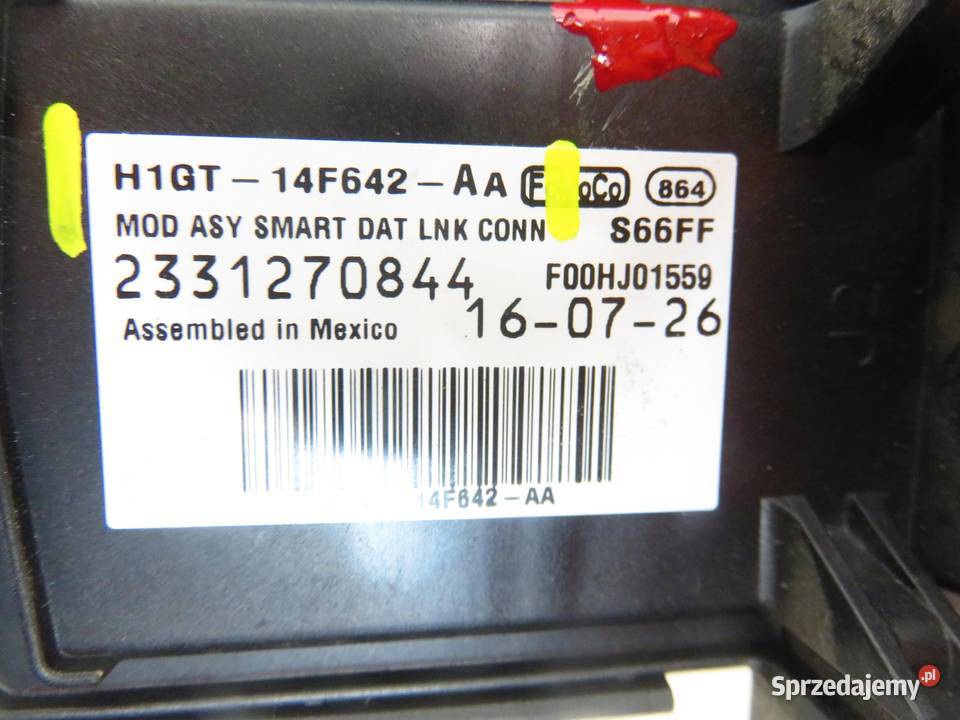 H1GT-14F642-AA FoMoCo 864
MOD ASY SMART DAT LNK CONN S66FF
2331270844 F00HJ01559
Assembled in Mexico 16-07-26
14F642-AA
Sprzedajemy.pl